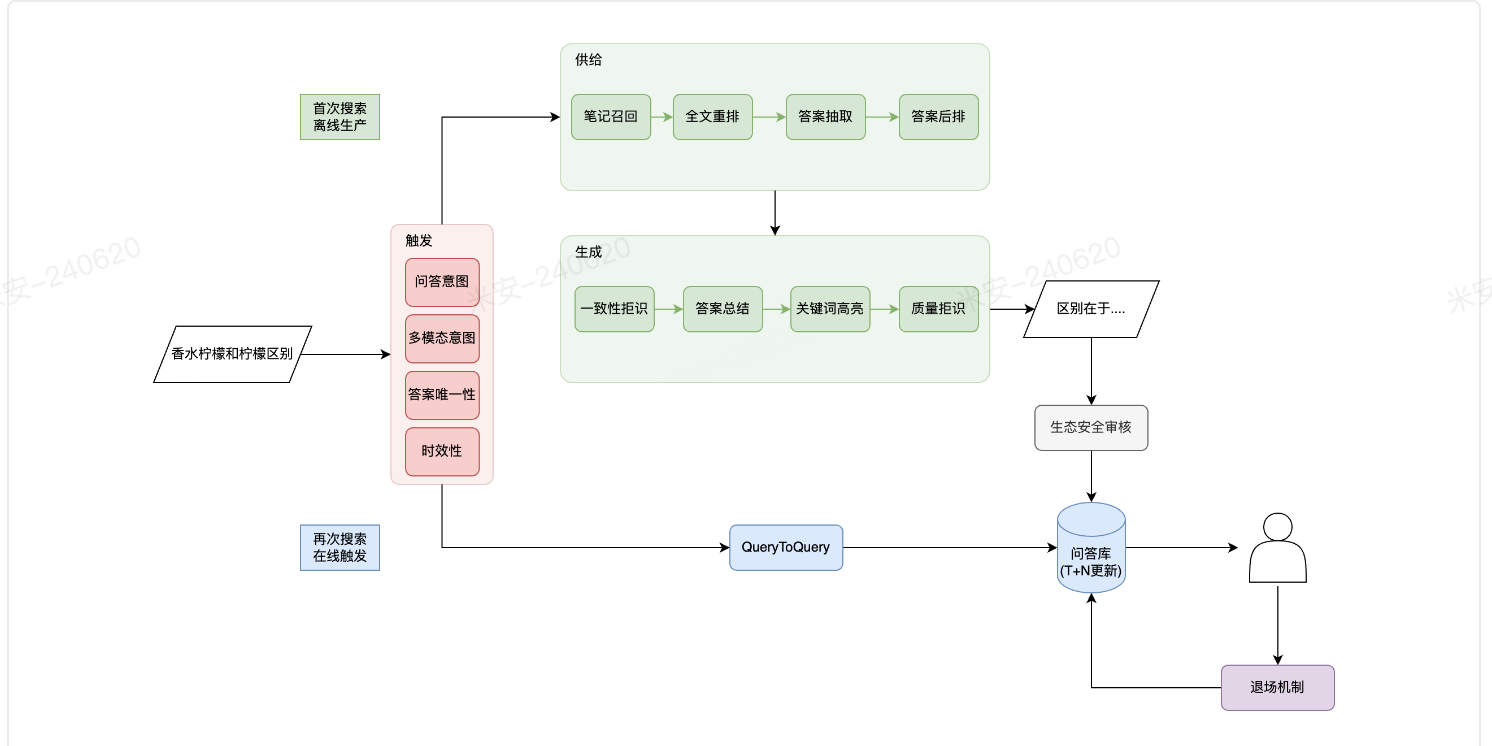 供给
首次搜索
离线生产
笔记召回
全文重排
答案抽取
答案后排
触发
生成
问答意图
一致性拒识
答案总结
关键词高亮
质量拒识
区别在于....
多模态意图
香水柠檬和柠檬区别
答案唯一性
生态安全审核
时效性
再次搜索
在线触发
QueryToQuery
问答库
(T+N更新)
退场机制
米安-240620
米安-240620
米安-240620
米安